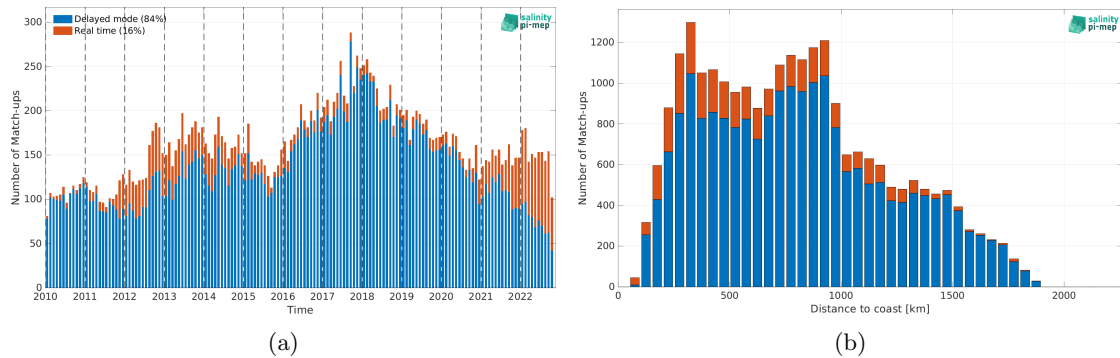 Delayed mode (84%)
Real time (16%)
salinity
pi-mep
300
250
200
150
100
50
0
Number of Match-ups
2010 2011 2012 2013 2014 2015 2016 2017 2018 2019 2020 2021 2022
Time
(a)
salinity
pi-mep
1200
1000
800
600
400
200
0
Number of Match-ups
0 500 1000 1500 2000
Distance to coast [km]
(b)